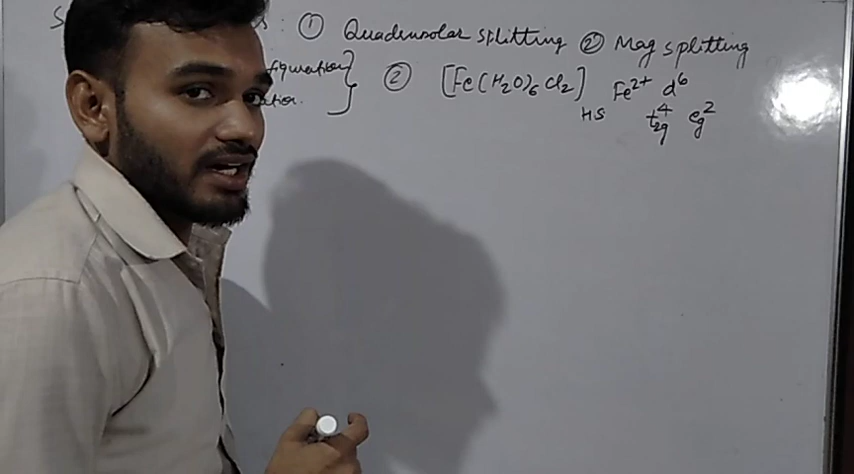 : ① Quadrupolar splitting ② Mag splitting
figuration } ② [Fe(H₂O)₆Cl₂] Fe²⁺ d⁶
HS t₂g⁴ eg²